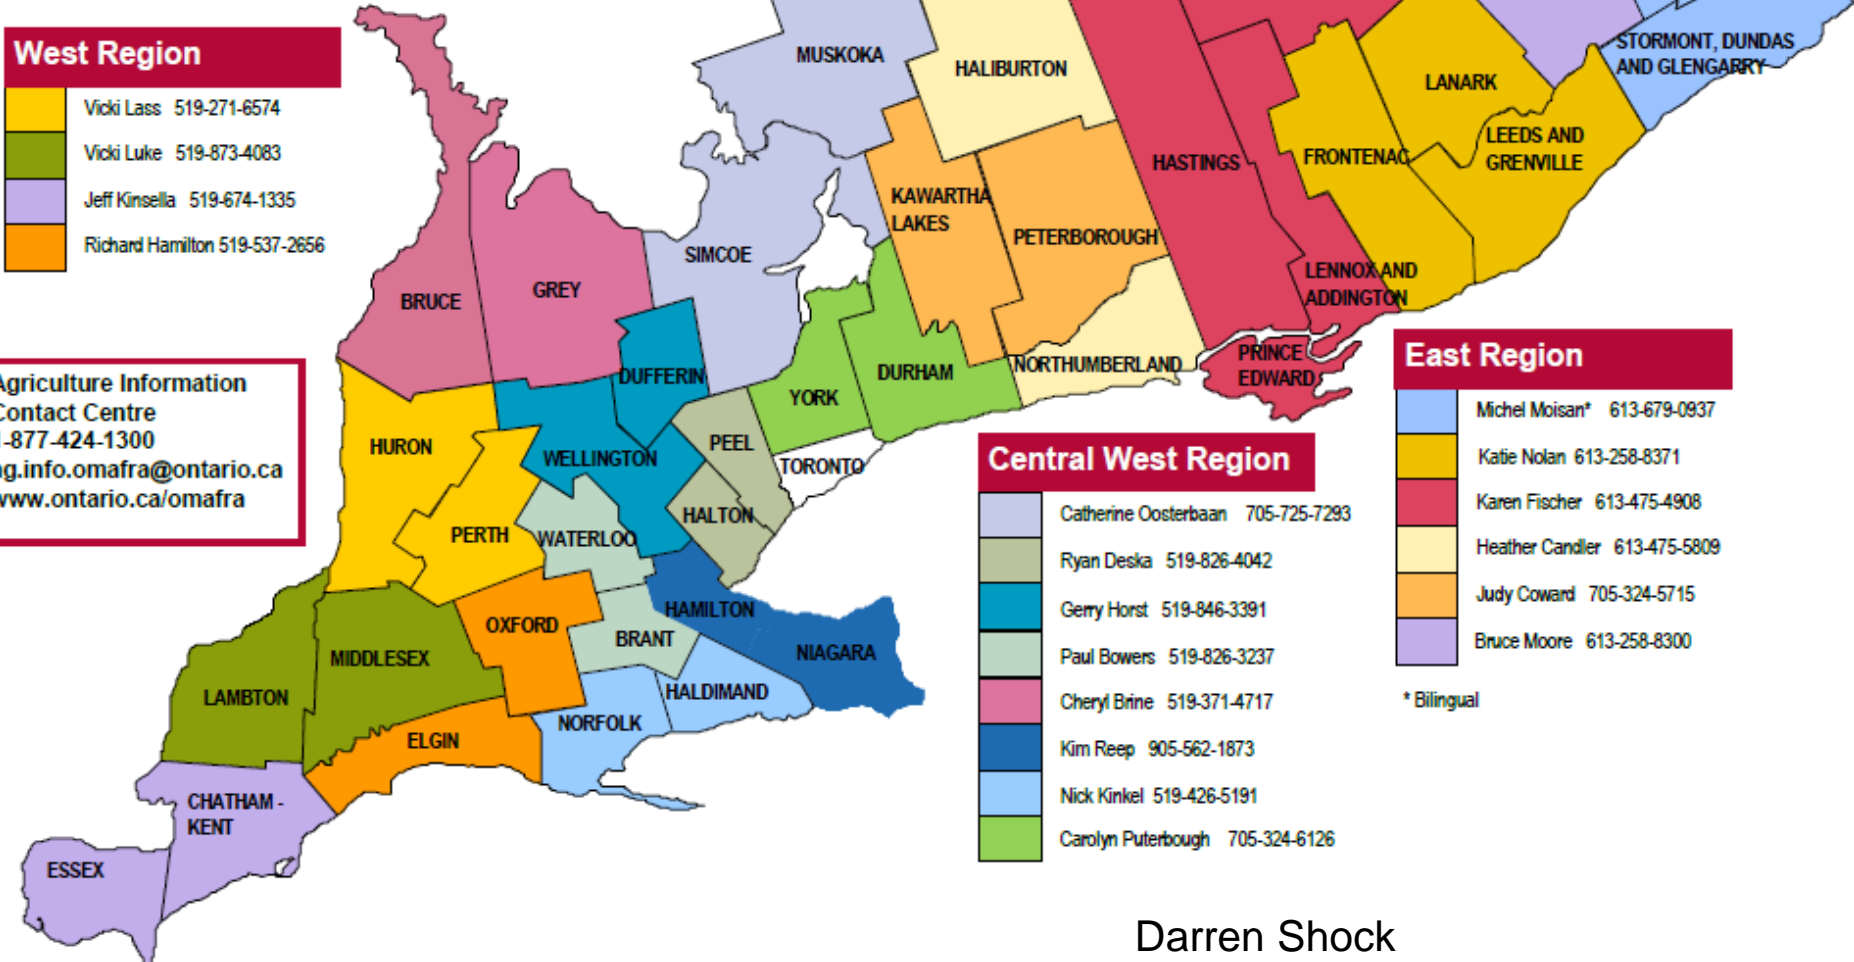 West Region
Vicki Lass 519-271-6574
Vicki Luke 519-873-4083
Jeff Kinsella 519-674-1335
Richard Hamilton 519-537-2656
Agriculture Information
Contact Centre
1-877-424-1300
ag.info.omafra@ontario.ca
www.ontario.ca/omafra
MUSKOKA
HALIBURTON
HASTINGS
FRONTENAC
LANARK
LEEDS AND
GRENVILLE
STORMONT, DUNDAS
AND GLENGARRY
KAWARTHA
LAKES
PETERBOROUGH
LENNOX AND
ADDINGTON
SIMCOE
BRUCE
GREY
DUFFERIN
YORK
DURHAM
NORTHUMBERLAND
PRINCE
EDWARD
HURON
WELLINGTON
PEEL
TORONTO
PERTH
WATERLOO
HALTON
OXFORD
BRANT
HAMILTON
NIAGARA
MIDDLESEX
LAMBTON
ELGIN
NORFOLK
HALDIMAND
CHATHAM -
KENT
ESSEX
Central West Region
Catherine Oosterbaan 705-725-7293
Ryan Deska 519-826-4042
Gerry Horst 519-846-3391
Paul Bowers 519-826-3237
Cheryl Brine 519-371-4717
Kim Reep 905-562-1873
Nick Kinkel 519-426-5191
Carolyn Puterbough 705-324-6126
East Region
Michel Moisan* 613-679-0937
Katie Nolan 613-258-8371
Karen Fischer 613-475-4908
Heather Candler 613-475-5809
Judy Coward 705-324-5715
Bruce Moore 613-258-8300
* Bilingual
Darren Shock